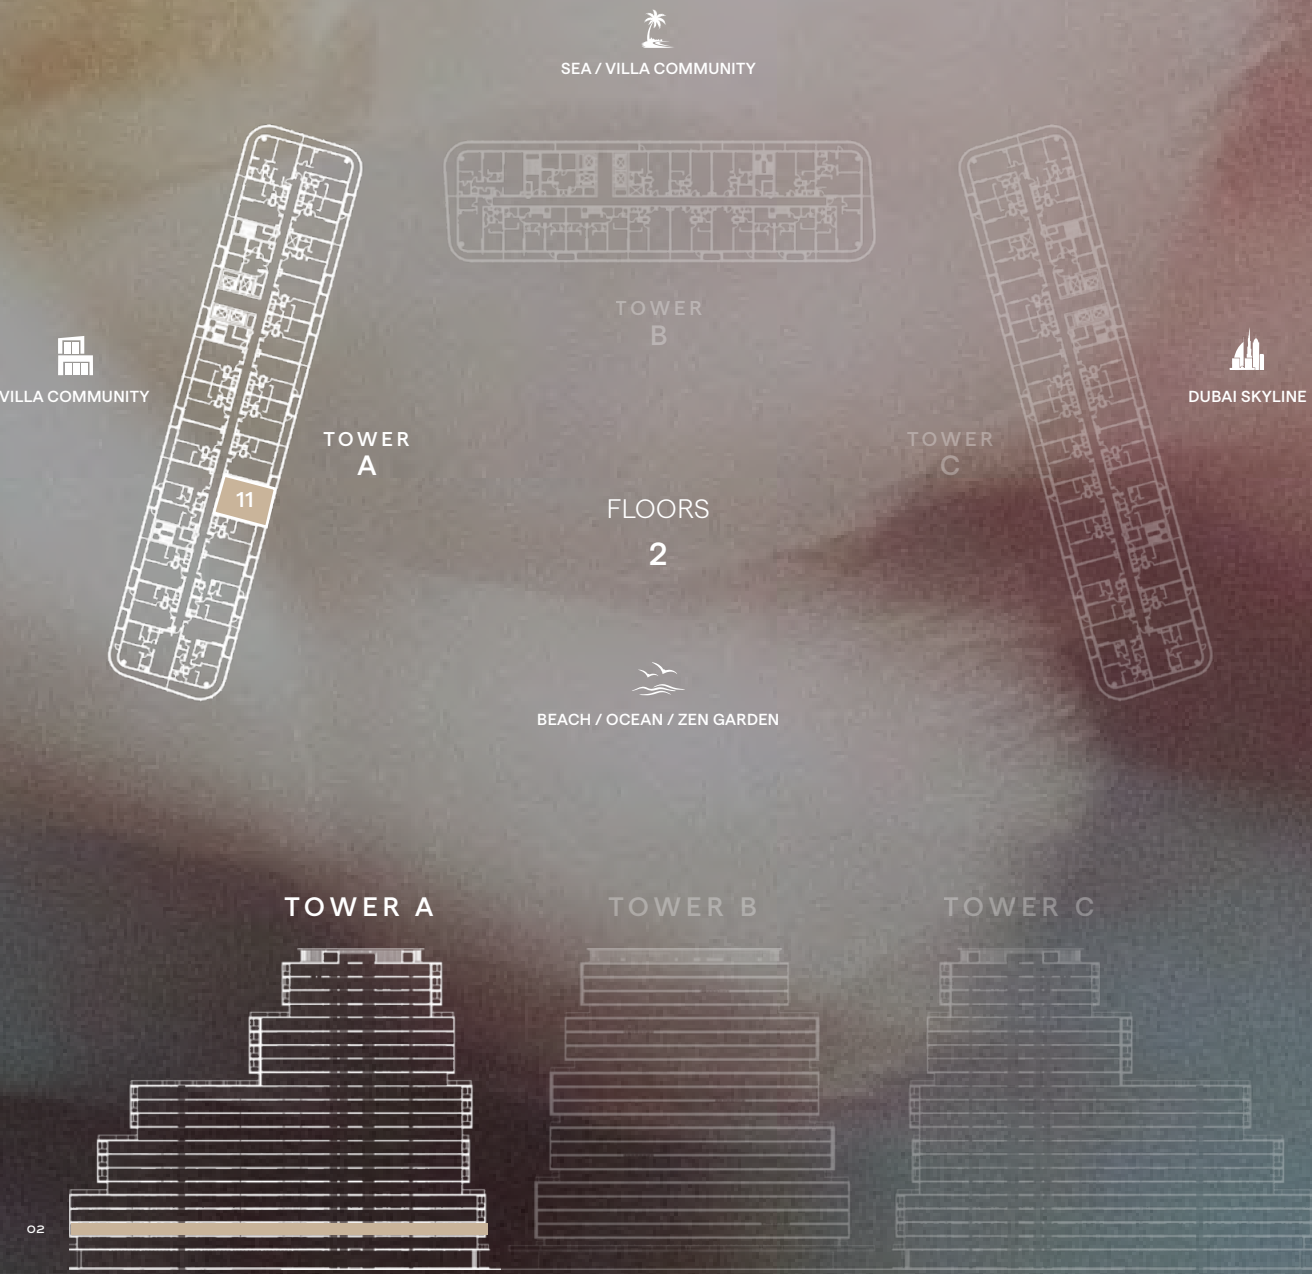 SEA / VILLA COMMUNITY
TOWER
B
VILLA COMMUNITY
DUBAI SKYLINE
TOWER
A
TOWER
C
11
FLOORS
2
BEACH / OCEAN / ZEN GARDEN
TOWER A
TOWER B
TOWER C
02